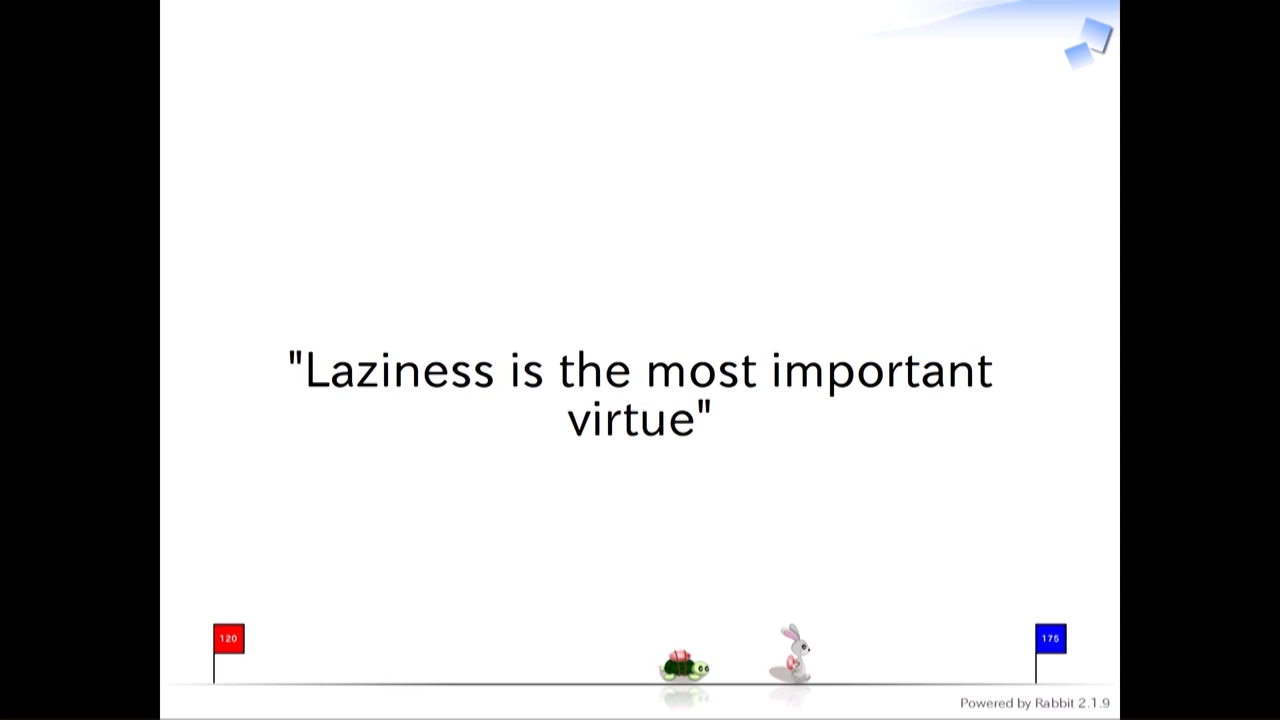 "Laziness is the most important
virtue"
120
175
Powered by Rabbit 2.1.9